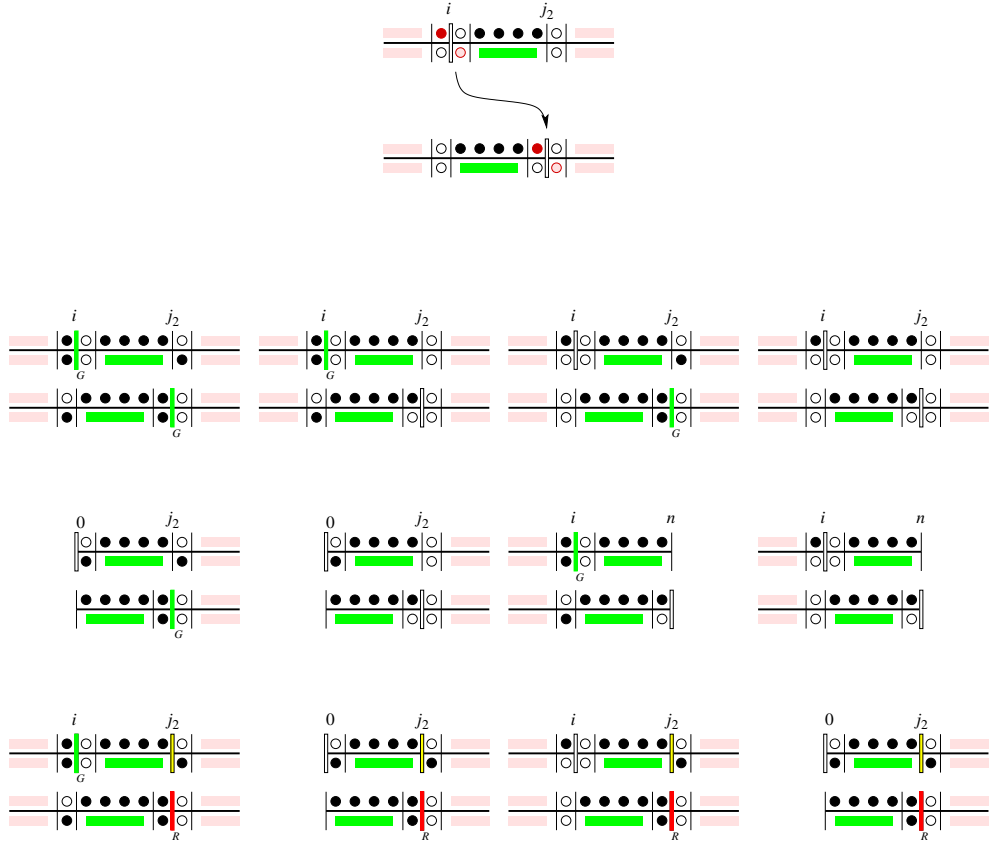 i j2
i j2 i j2 i j2 i j2
G G G
G G
0 j2 0 j2 i n i n
G
G
i j2 0 j2 i j2 0 j2
G
R R R R